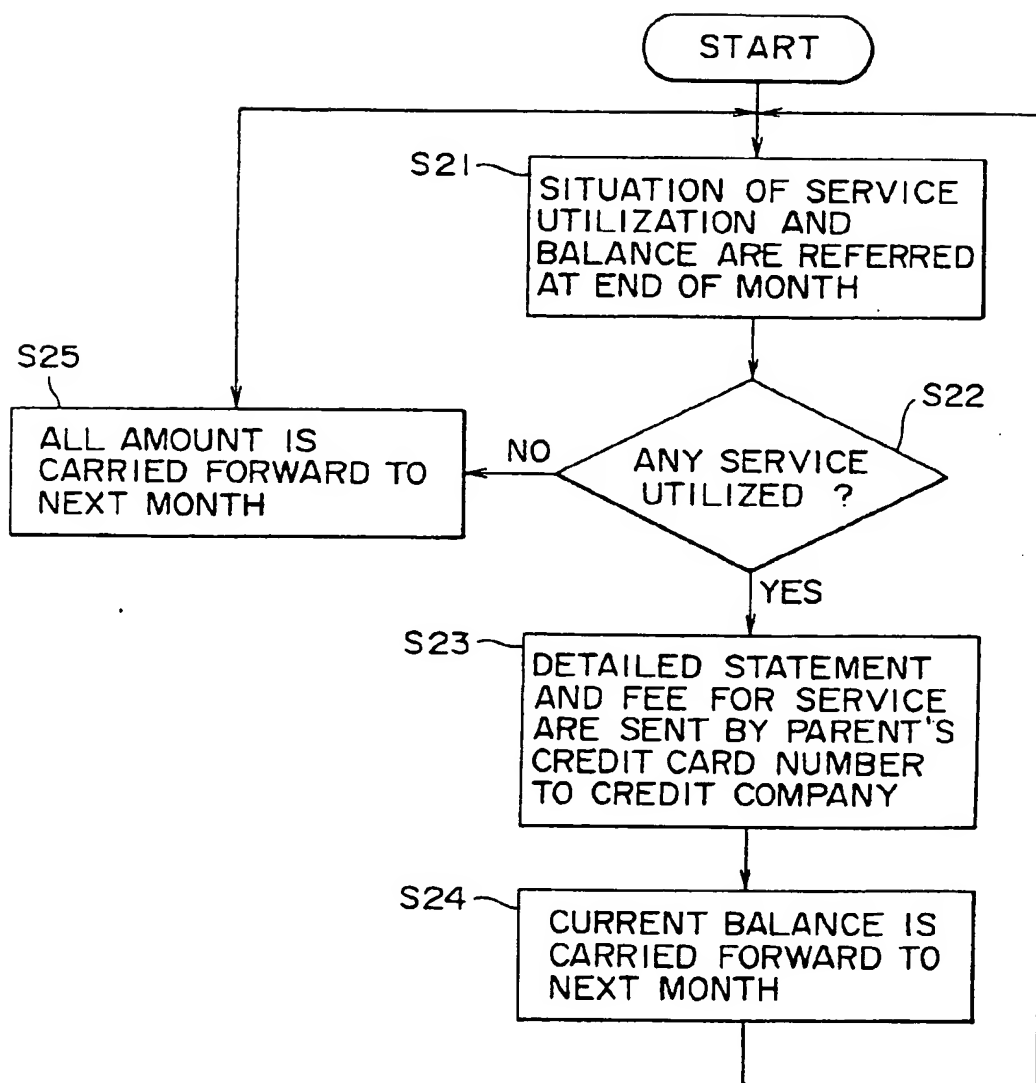 START
S21
SITUATION OF SERVICE
UTILIZATION AND
BALANCE ARE REFERRED
AT END OF MONTH
S25
ALL AMOUNT IS
CARRIED FORWARD TO
NEXT MONTH
NO
S22
ANY SERVICE
UTILIZED ?
YES
S23
DETAILED STATEMENT
AND FEE FOR SERVICE
ARE SENT BY PARENT'S
CREDIT CARD NUMBER
TO CREDIT COMPANY
S24
CURRENT BALANCE IS
CARRIED FORWARD TO
NEXT MONTH